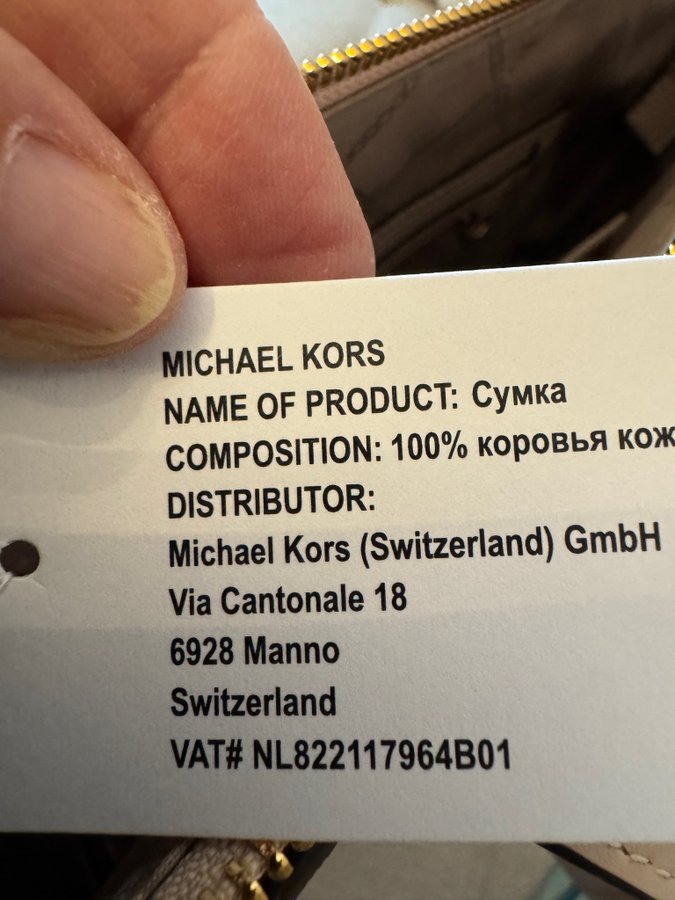 MICHAEL KORS
NAME OF PRODUCT: Сумка
COMPOSITION: 100% коровья кож
DISTRIBUTOR:
Michael Kors (Switzerland) GmbH
Via Cantonale 18
6928 Manno
Switzerland
VAT# NL822117964B01